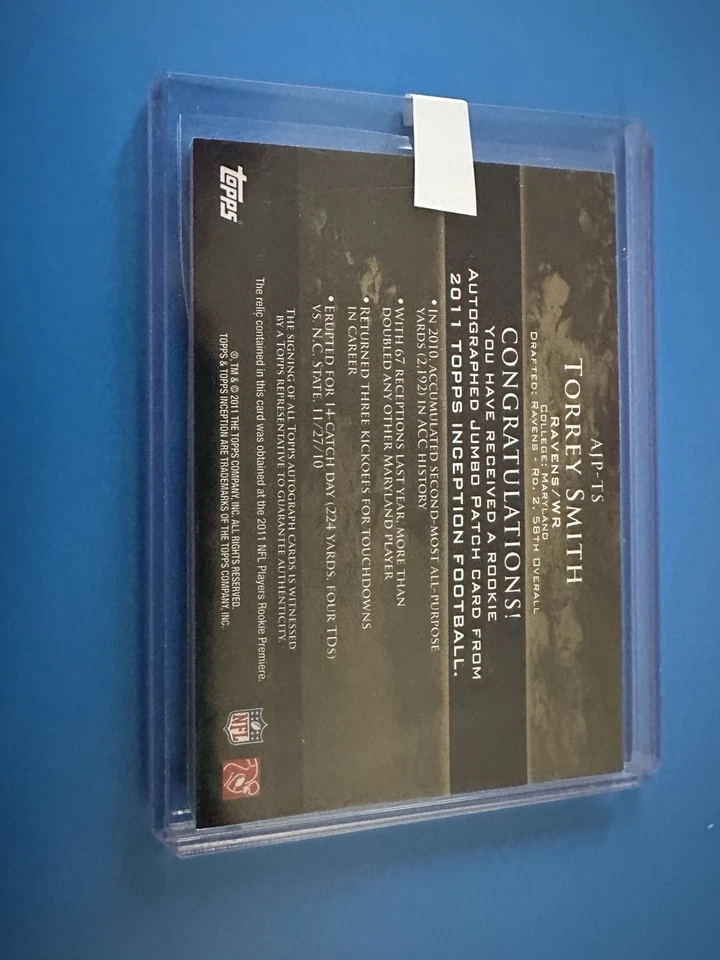 AJP-TS
TORREY SMITH
RAVENS/WR
COLLEGE: MARYLAND
DRAFTED: RAVENS - RD. 2, 58TH OVERALL
CONGRATULATIONS!
YOU HAVE RECEIVED A ROOKIE
AUTOGRAPHED JUMBO PATCH CARD FROM
2011 TOPPS INCEPTION FOOTBALL.
• IN 2010, ACCUMULATED SECOND-MOST ALL-PURPOSE
YARDS (2,192) IN ACC HISTORY
• WITH 67 RECEPTIONS LAST YEAR, MORE THAN
DOUBLED ANY OTHER MARYLAND PLAYER
• RETURNED THREE KICKOFFS FOR TOUCHDOWNS
IN CAREER
• ERUPTED FOR 14-CATCH DAY (224 YARDS, FOUR TDS)
VS. N.C. STATE, 11/27/10
THE SIGNING OF ALL TOPPS AUTOGRAPH CARDS IS WITNESSED
BY A TOPPS REPRESENTATIVE TO GUARANTEE AUTHENTICITY.
The relic contained in this card was obtained at the 2011 NFL Players Rookie Premiere.
®, TM & © 2011 THE TOPPS COMPANY, INC. ALL RIGHTS RESERVED.
TOPPS & TOPPS INCEPTION ARE TRADEMARKS OF THE TOPPS COMPANY, INC.
topps
NFL